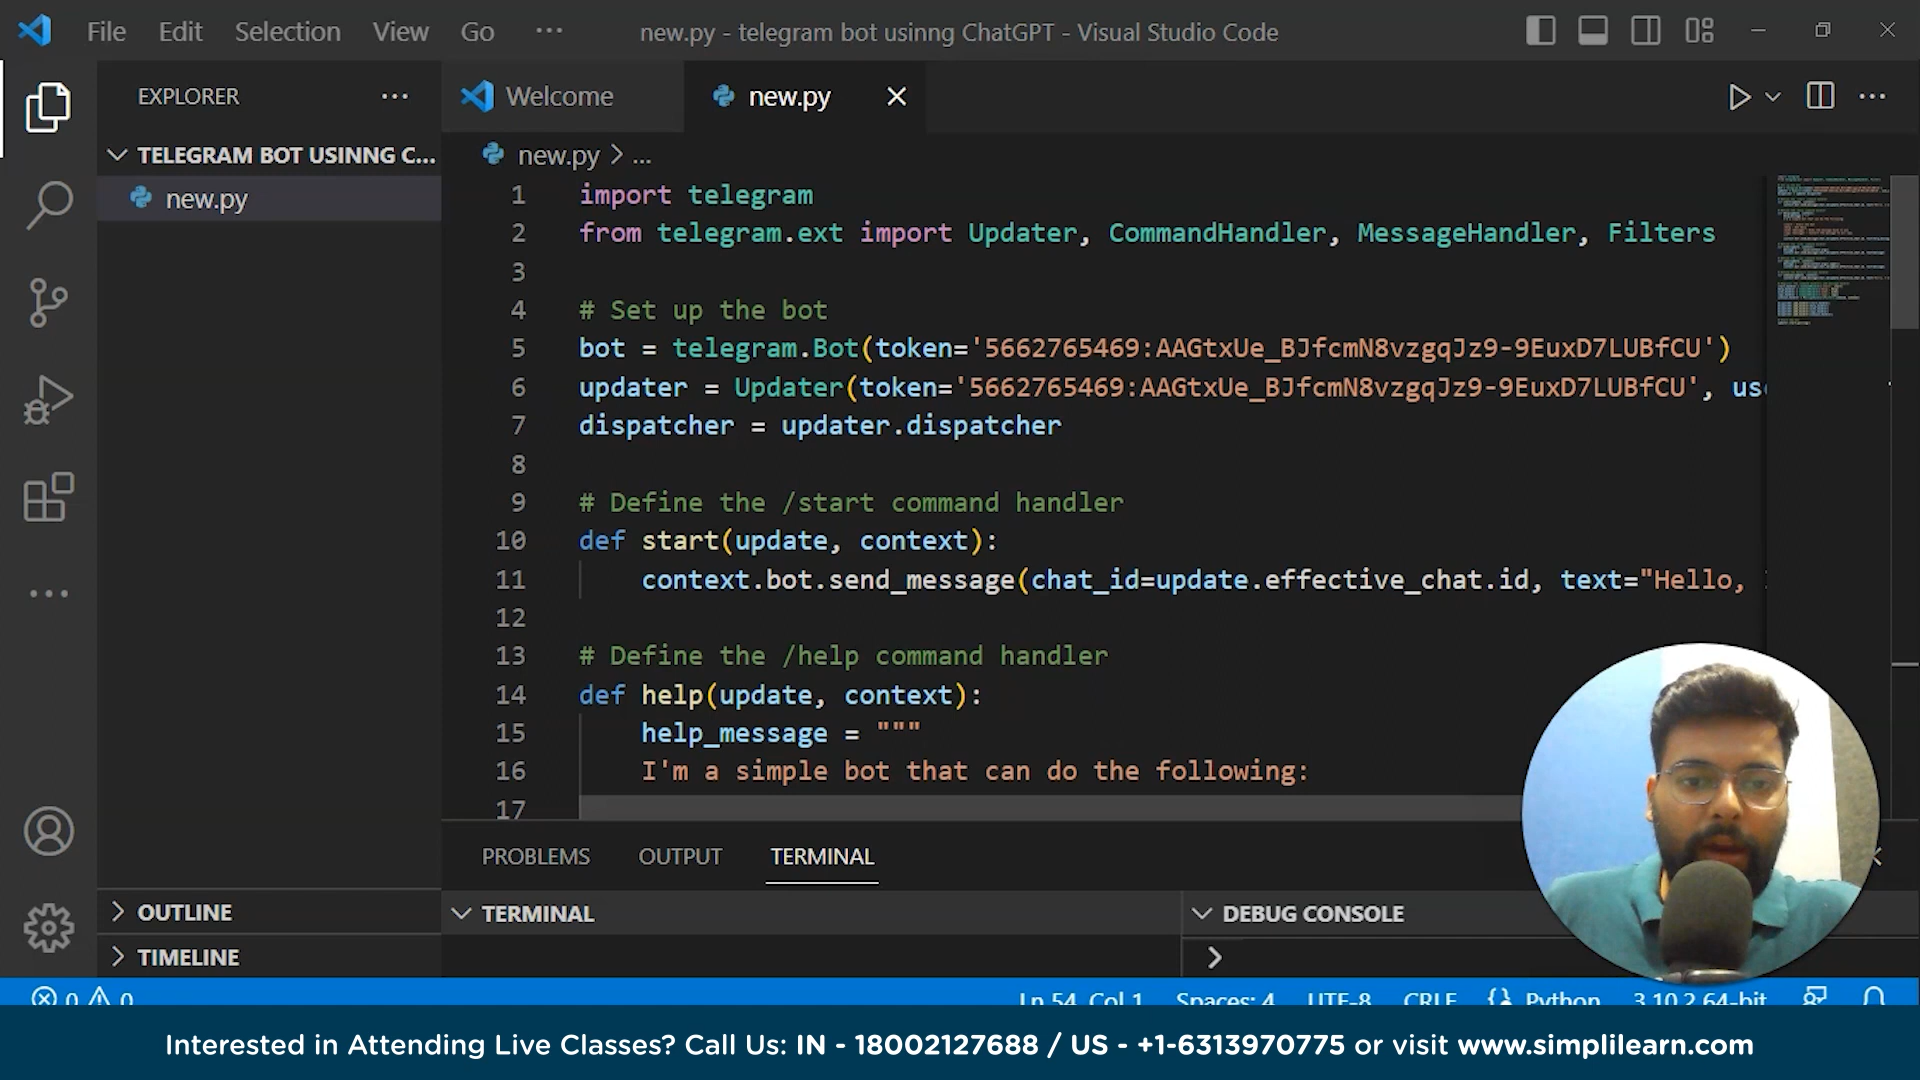 File Edit Selection View Go ... new.py - telegram bot usinng ChatGPT - Visual Studio Code
EXPLORER ...
Welcome new.py
TELEGRAM BOT USINNG C...
new.py
new.py > ...
1 import telegram
2 from telegram.ext import Updater, CommandHandler, MessageHandler, Filters
3
4 # Set up the bot
5 bot = telegram.Bot(token='5662765469:AAGtxUe_BJfcmN8vzgqJz9-9EuxD7LUBfCU')
6 updater = Updater(token='5662765469:AAGtxUe_BJfcmN8vzgqJz9-9EuxD7LUBfCU', use
7 dispatcher = updater.dispatcher
8
9 # Define the /start command handler
10 def start(update, context):
11 context.bot.send_message(chat_id=update.effective_chat.id, text="Hello,
12
13 # Define the /help command handler
14 def help(update, context):
15 help_message = """
16 I'm a simple bot that can do the following:
17
PROBLEMS OUTPUT TERMINAL
TERMINAL
DEBUG CONSOLE
OUTLINE
TIMELINE
0 0 Ln 54, Col 1 Spaces: 4 UTF-8 CRLF {} Python 3.10.2 64-bit
Interested in Attending Live Classes? Call Us: IN - 18002127688 / US - +1-6313970775 or visit www.simplilearn.com